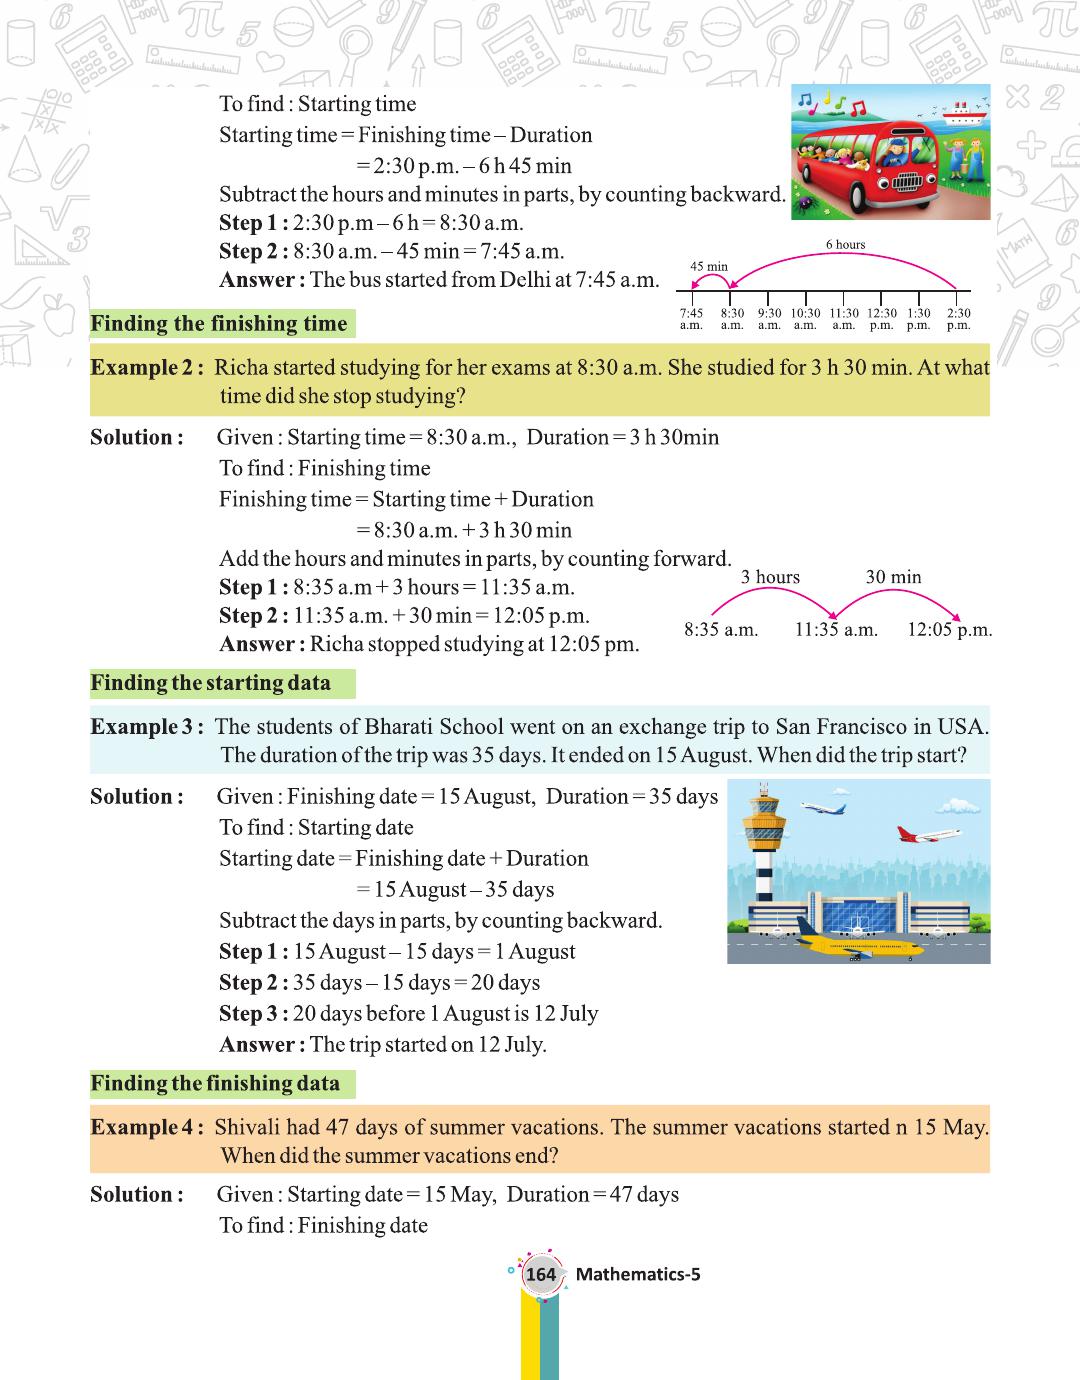 To find : Starting time
Starting time = Finishing time – Duration
= 2:30 p.m. – 6 h 45 min
Subtract the hours and minutes in parts, by counting backward.
Step 1 : 2:30 p.m – 6 h = 8:30 a.m.
Step 2 : 8:30 a.m. – 45 min = 7:45 a.m.
Answer : The bus started from Delhi at 7:45 a.m.
6 hours
45 min
7:45 8:30 9:30 10:30 11:30 12:30 1:30 2:30
a.m. a.m. a.m. a.m. a.m. p.m. p.m. p.m.
Finding the finishing time
Example 2 : Richa started studying for her exams at 8:30 a.m. She studied for 3 h 30 min. At what
time did she stop studying?
Solution : Given : Starting time = 8:30 a.m., Duration = 3 h 30min
To find : Finishing time
Finishing time = Starting time + Duration
= 8:30 a.m. + 3 h 30 min
Add the hours and minutes in parts, by counting forward.
Step 1 : 8:35 a.m + 3 hours = 11:35 a.m.
Step 2 : 11:35 a.m. + 30 min = 12:05 p.m.
Answer : Richa stopped studying at 12:05 pm.
3 hours 30 min
8:35 a.m. 11:35 a.m. 12:05 p.m.
Finding the starting data
Example 3 : The students of Bharati School went on an exchange trip to San Francisco in USA.
The duration of the trip was 35 days. It ended on 15 August. When did the trip start?
Solution : Given : Finishing date = 15 August, Duration = 35 days
To find : Starting date
Starting date = Finishing date + Duration
= 15 August – 35 days
Subtract the days in parts, by counting backward.
Step 1 : 15 August – 15 days = 1 August
Step 2 : 35 days – 15 days = 20 days
Step 3 : 20 days before 1 August is 12 July
Answer : The trip started on 12 July.
Finding the finishing data
Example 4 : Shivali had 47 days of summer vacations. The summer vacations started n 15 May.
When did the summer vacations end?
Solution : Given : Starting date = 15 May, Duration = 47 days
To find : Finishing date
164 Mathematics-5